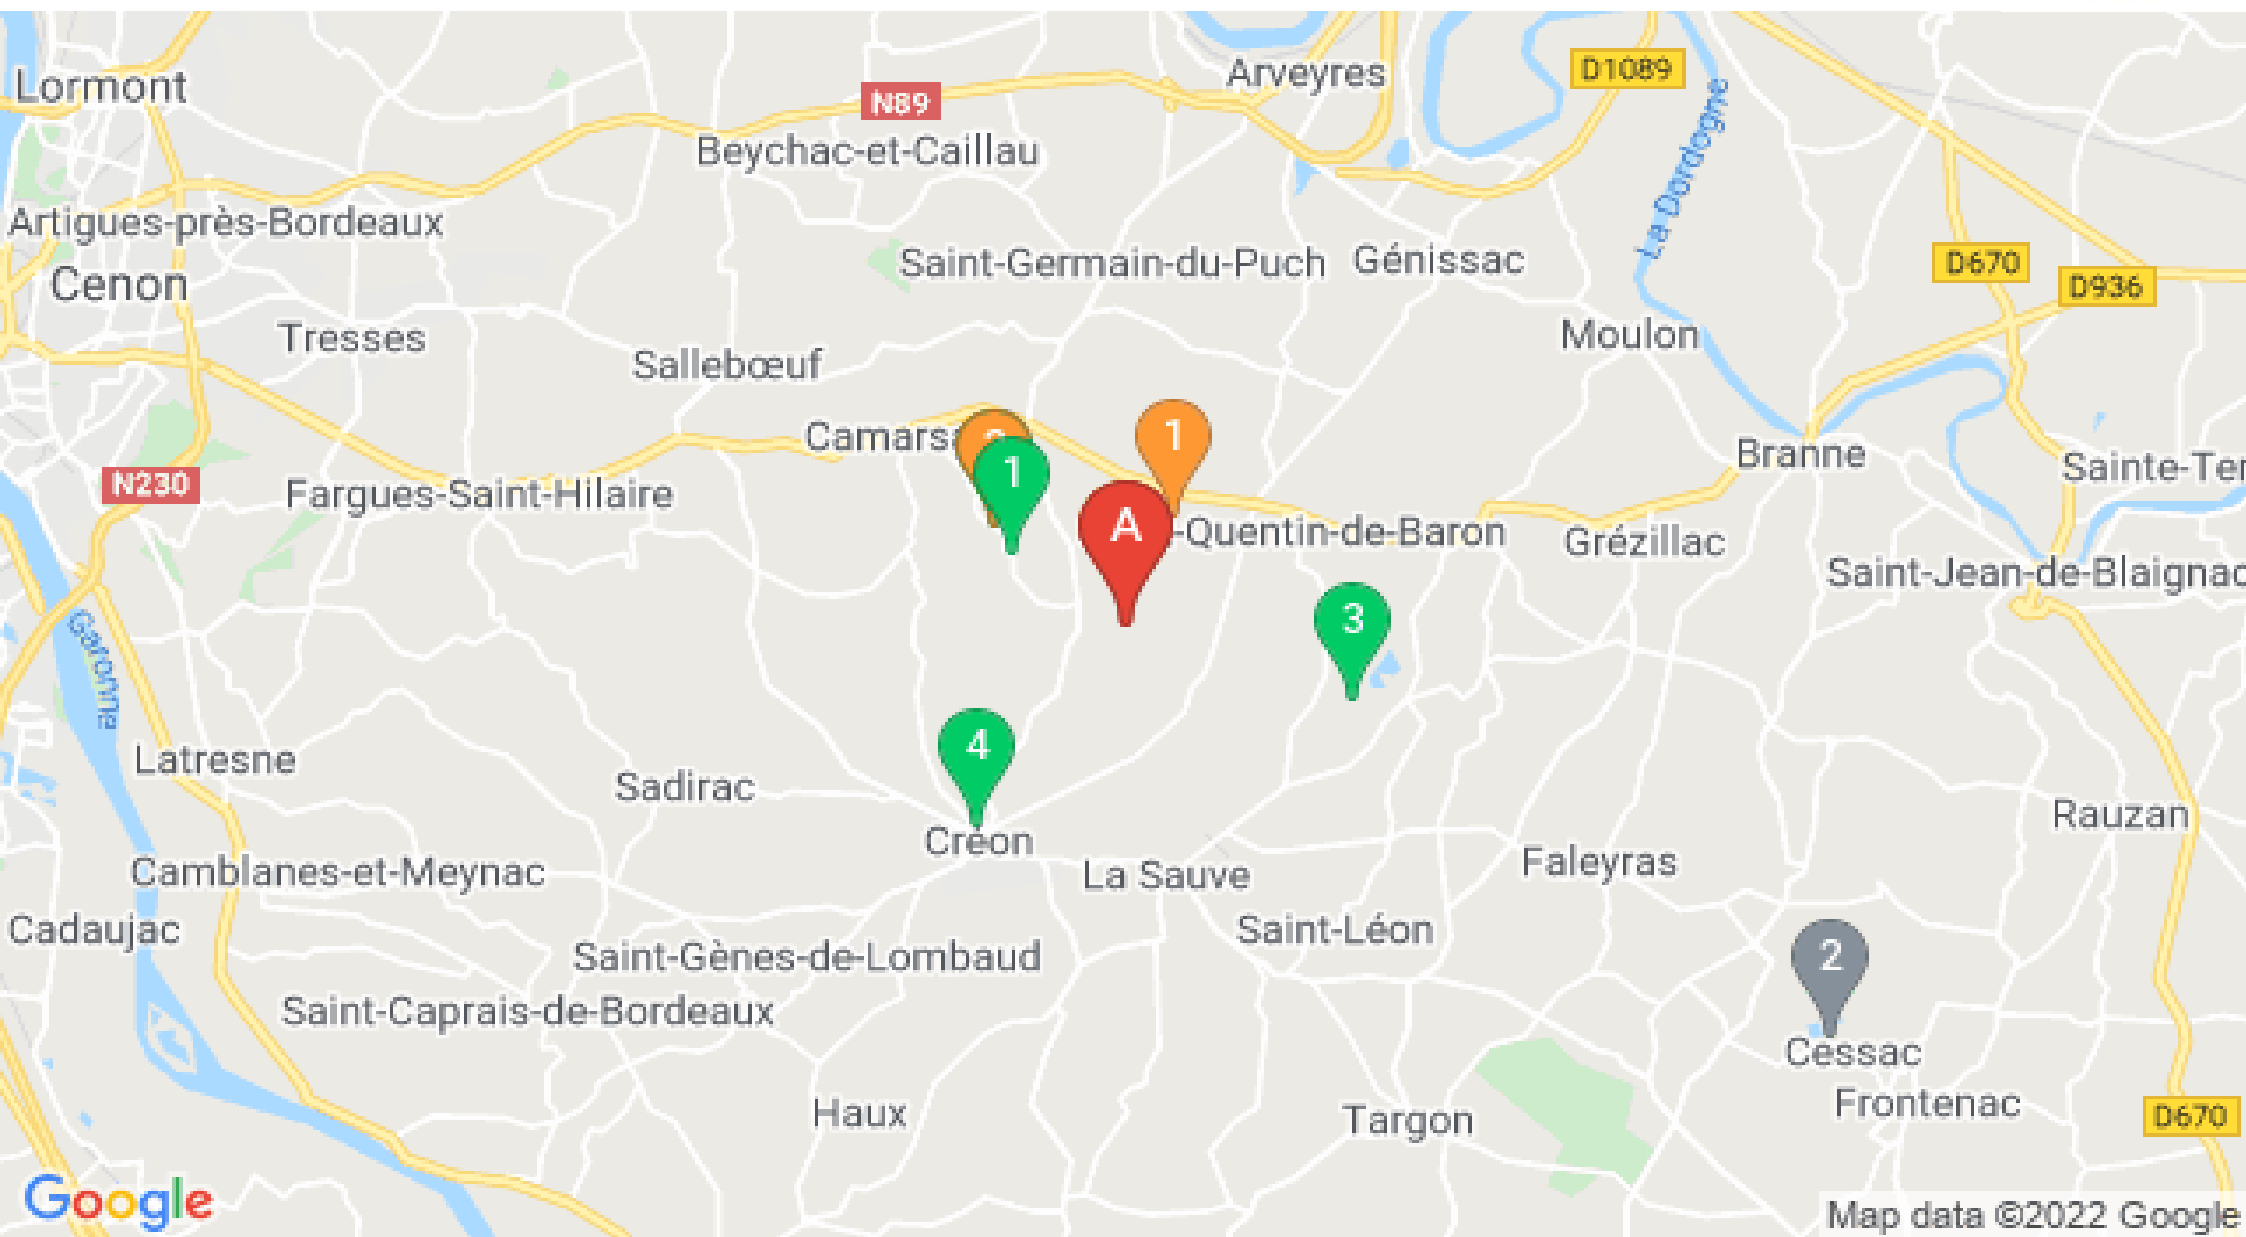 Arveyres
D1089
Lormont
N89
La Dordogne
Beychac-et-Caillau
Artigues-près-Bordeaux
Saint-Germain-du-Puch
Génissac
D670
Cenon
D936
Tresses
Moulon
Sallebœuf
Camarsa
1
1
Branne
Sainte-Ter
N230
Fargues-Saint-Hilaire
A
-Quentin-de-Baron
Grézillac
Saint-Jean-de-Blaignac
3
Garonne
4
Latresne
Sadirac
Créon
Rauzan
Camblanes-et-Meynac
La Sauve
Faleyras
Cadaujac
Saint-Léon
Saint-Gènes-de-Lombaud
2
Saint-Caprais-de-Bordeaux
Cessac
Haux
Targon
Frontenac
D670
Google
Map data ©2022 Google